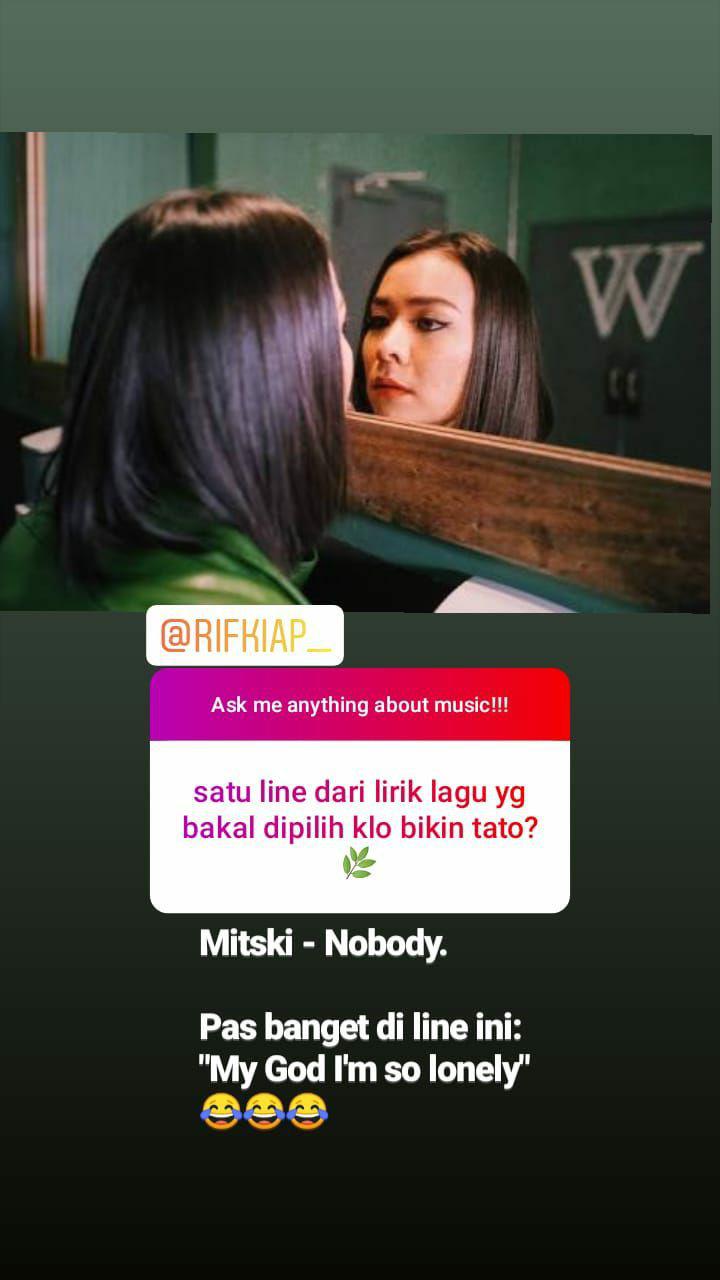 W
@RIFKIAP_
Ask me anything about music!!!
satu line dari lirik lagu yg
bakal dipilih klo bikin tato?
🌿
Mitski - Nobody.
Pas banget di line ini:
"My God I'm so lonely"
😂😂😂